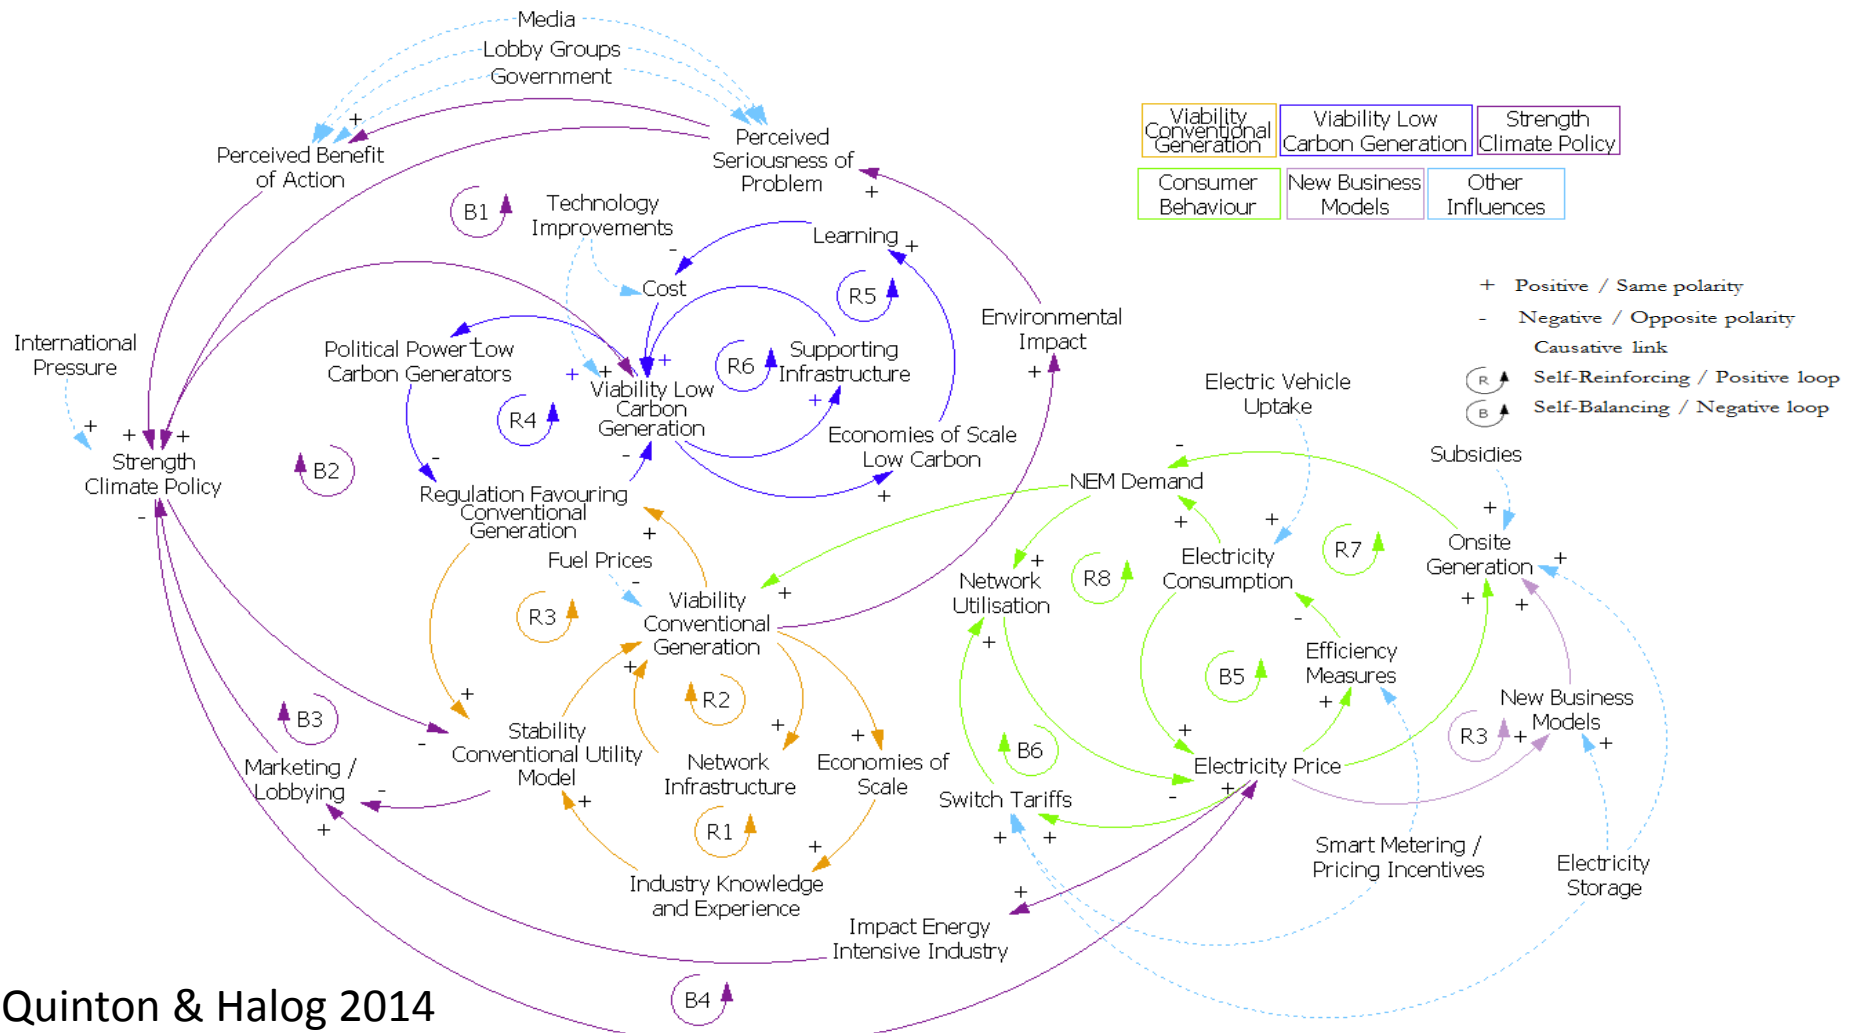 Media
Lobby Groups
Government
+
Perceived Benefit
of Action
Perceived
Seriousness of
Problem
+
B1
Technology
Improvements
Learning
+
-
Cost
R5
International
Pressure
+
Political Power Low
Carbon Generators
+
+
+
+
Viability Low
Carbon
Generation
R6
Supporting
Infrastructure
+
Environmental
Impact
+
R4
+
+
Strength
Climate Policy
-
B2
-
-
Economies of Scale
Low Carbon
+
Regulation Favouring
Conventional
Generation
+
Fuel Prices
-
Viability
Conventional
Generation
+
R3
+
R2
+
Stability
Conventional Utility
Model
-
+
+
Network
Infrastructure
+
Economies of
Scale
B3
Marketing /
Lobbying
-
+
+
R1
+
Industry Knowledge
and Experience
Impact Energy
Intensive Industry
+
B4
Viability
Conventional
Generation
Viability Low
Carbon Generation
Strength
Climate Policy
Consumer
Behaviour
New Business
Models
Other
Influences
+ Positive / Same polarity
- Negative / Opposite polarity
Causative link
R Self-Reinforcing / Positive loop
B Self-Balancing / Negative loop
Electric Vehicle
Uptake
-
Subsidies
NEM Demand
+
+
+
R7
Onsite
Generation
+
+
+
Electricity
Consumption
-
R8
+
Network
Utilisation
+
Efficiency
Measures
+
B5
New Business
Models
+
+
R3
+
Electricity Price
-
+
B6
Switch Tariffs
+
+
Smart Metering /
Pricing Incentives
Electricity
Storage
Quinton & Halog 2014